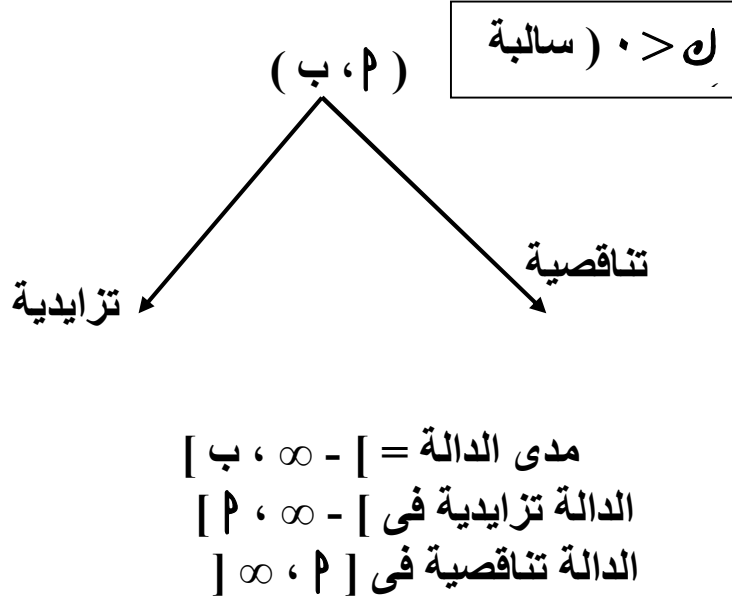 ك < ٠ ( سالبة
( أ ، ب )
تناقصية
تزايدية
مدى الدالة = ] - ∞ ، ب ]
الدالة تزايدية فى ] - ∞ ، أ ]
الدالة تناقصية فى [ أ ، ∞ [